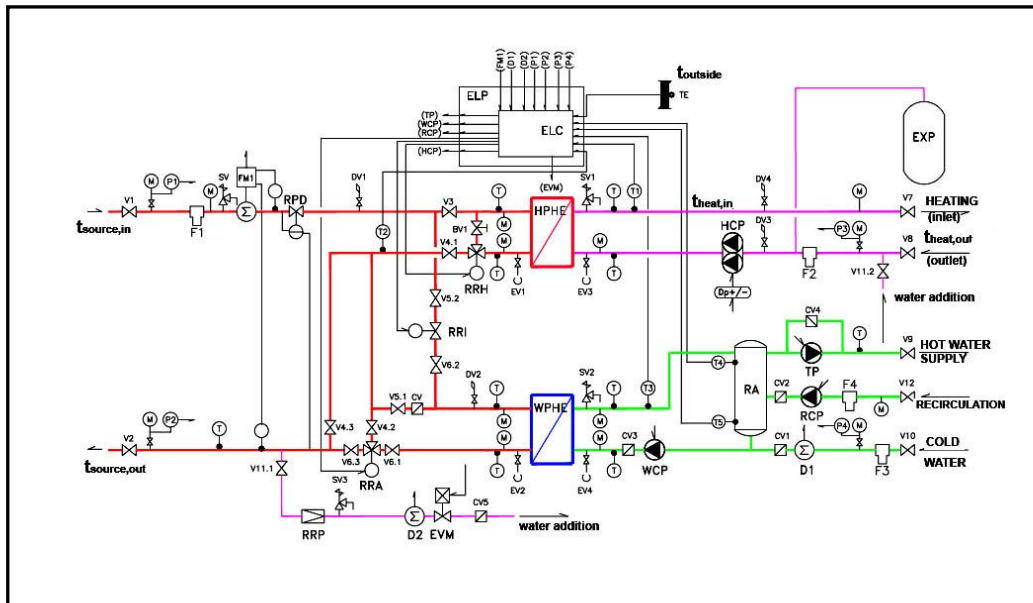 (FM1) (D1) (D2) (P1) (P2) (P3) (P4)
toutside
TE
ELP
ELC
(TP)
(WCP)
(RCP)
(HCP)
(EVM)
EXP
V1
M
P1
F1
M
SV
FM1
Σ
RPD
DV1
V3
T
M
HPHE
SV1
T
T1
theat,in
DV4
M
V7
HEATING
(inlet)
tsource,in
T2
BV1
V4.1
RRH
M
T
EV1
EV3
M
T
HCP
Dp+/-
DV3
P3
M
F2
V8
theat,out
(outlet)
V11.2
water addition
V5.2
RRI
V6.2
CV4
T
V9
HOT WATER
SUPPLY
TP
DV2
SV2
T
T3
T4
RA
T5
CV2
RCP
F4
M
V12
RECIRCULATION
V5.1
CV
T
M
WPHE
M
V2
M
P2
T
V4.3
V4.2
V6.3
V6.1
RRA
M
T
EV2
EV4
M
T
CV3
WCP
CV1
Σ
D1
P4
M
F3
V10
COLD
WATER
tsource,out
V11.1
SV3
RRP
Σ
D2
EVM
CV5
water addition